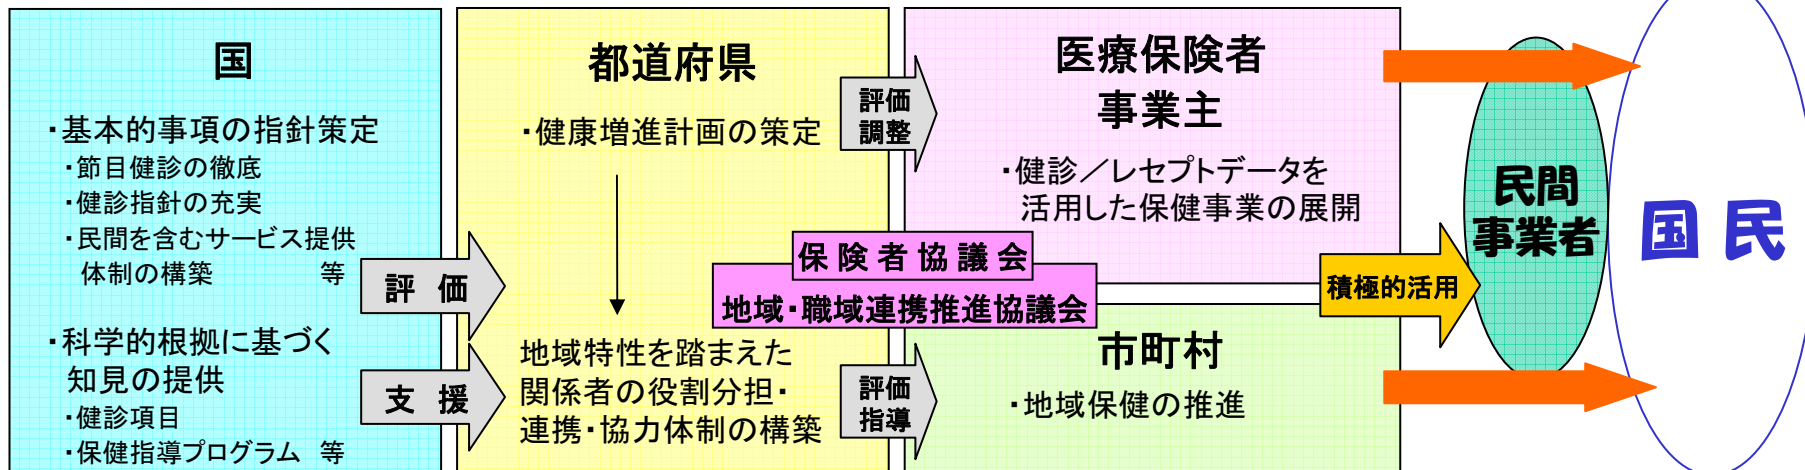 国
・基本的事項の指針策定
・節目健診の徹底
・健診指針の充実
・民間を含むサービス提供
体制の構築 等
・科学的根拠に基づく
知見の提供
・健診項目
・保健指導プログラム 等
評 価
支 援
都道府県
・健康増進計画の策定
地域特性を踏まえた
関係者の役割分担・
連携・協力体制の構築
評価
調整
評価
指導
保険者協議会
地域・職域連携推進協議会
医療保険者
事業主
・健診／レセプトデータを
活用した保健事業の展開
市町村
・地域保健の推進
積極的活用
民間
事業者
国民